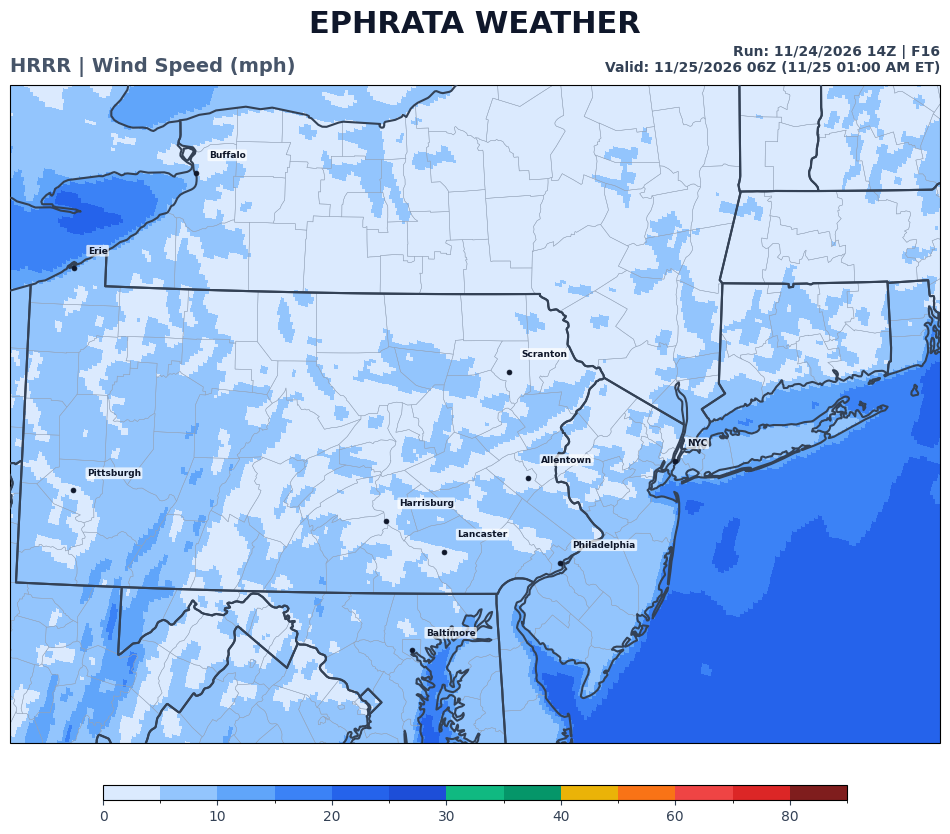 EPHRATA WEATHER
HRRR | Wind Speed (mph)
Run: 11/24/2026 14Z | F16
Valid: 11/25/2026 06Z (11/25 01:00 AM ET)
Buffalo
Erie
Scranton
NYC
Allentown
Pittsburgh
Harrisburg
Lancaster
Philadelphia
Baltimore
0 10 20 30 40 60 80